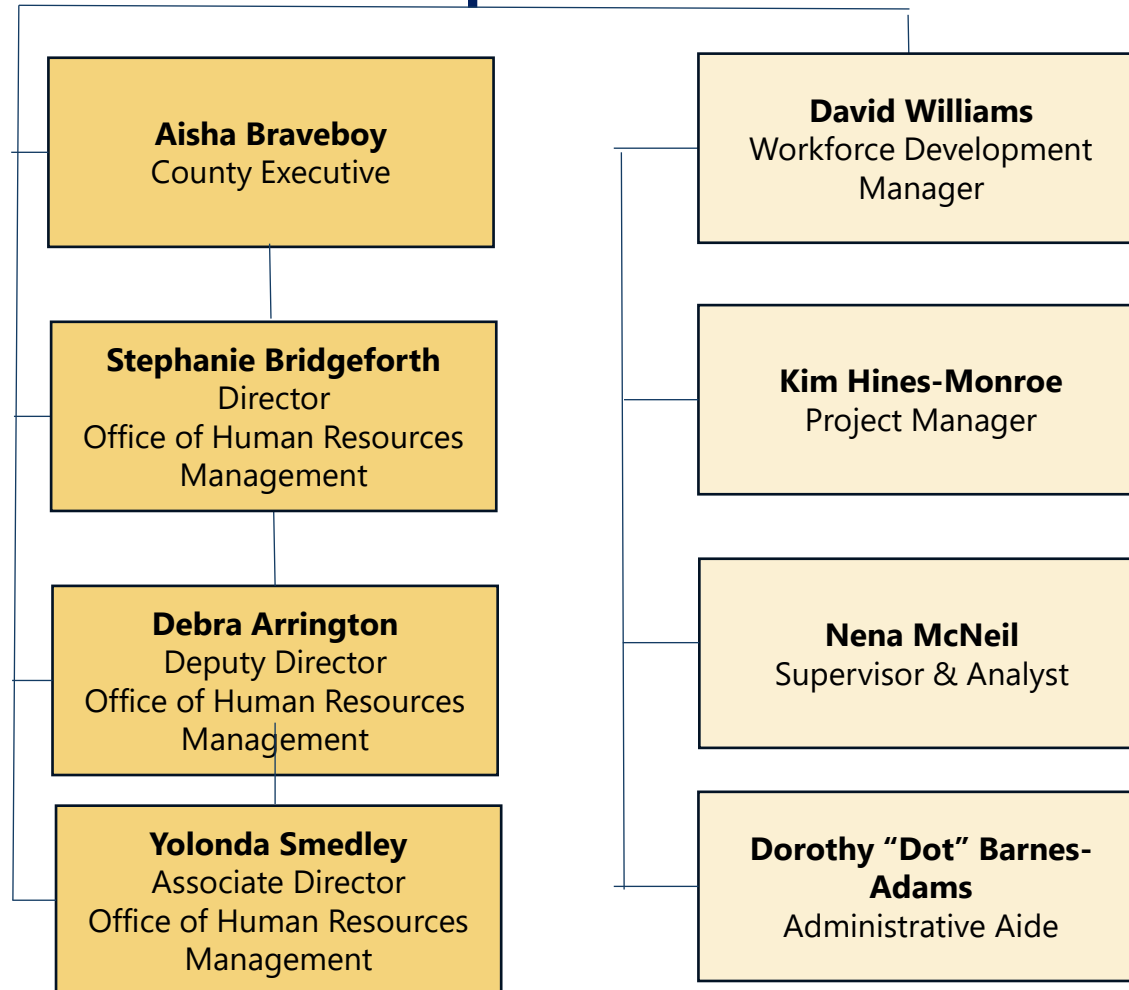 Aisha Braveboy
County Executive
Stephanie Bridgeforth
Director
Office of Human Resources
Management
Debra Arrington
Deputy Director
Office of Human Resources
Management
Yolonda Smedley
Associate Director
Office of Human Resources
Management
David Williams
Workforce Development
Manager
Kim Hines-Monroe
Project Manager
Nena McNeil
Supervisor & Analyst
Dorothy “Dot” Barnes-
Adams
Administrative Aide